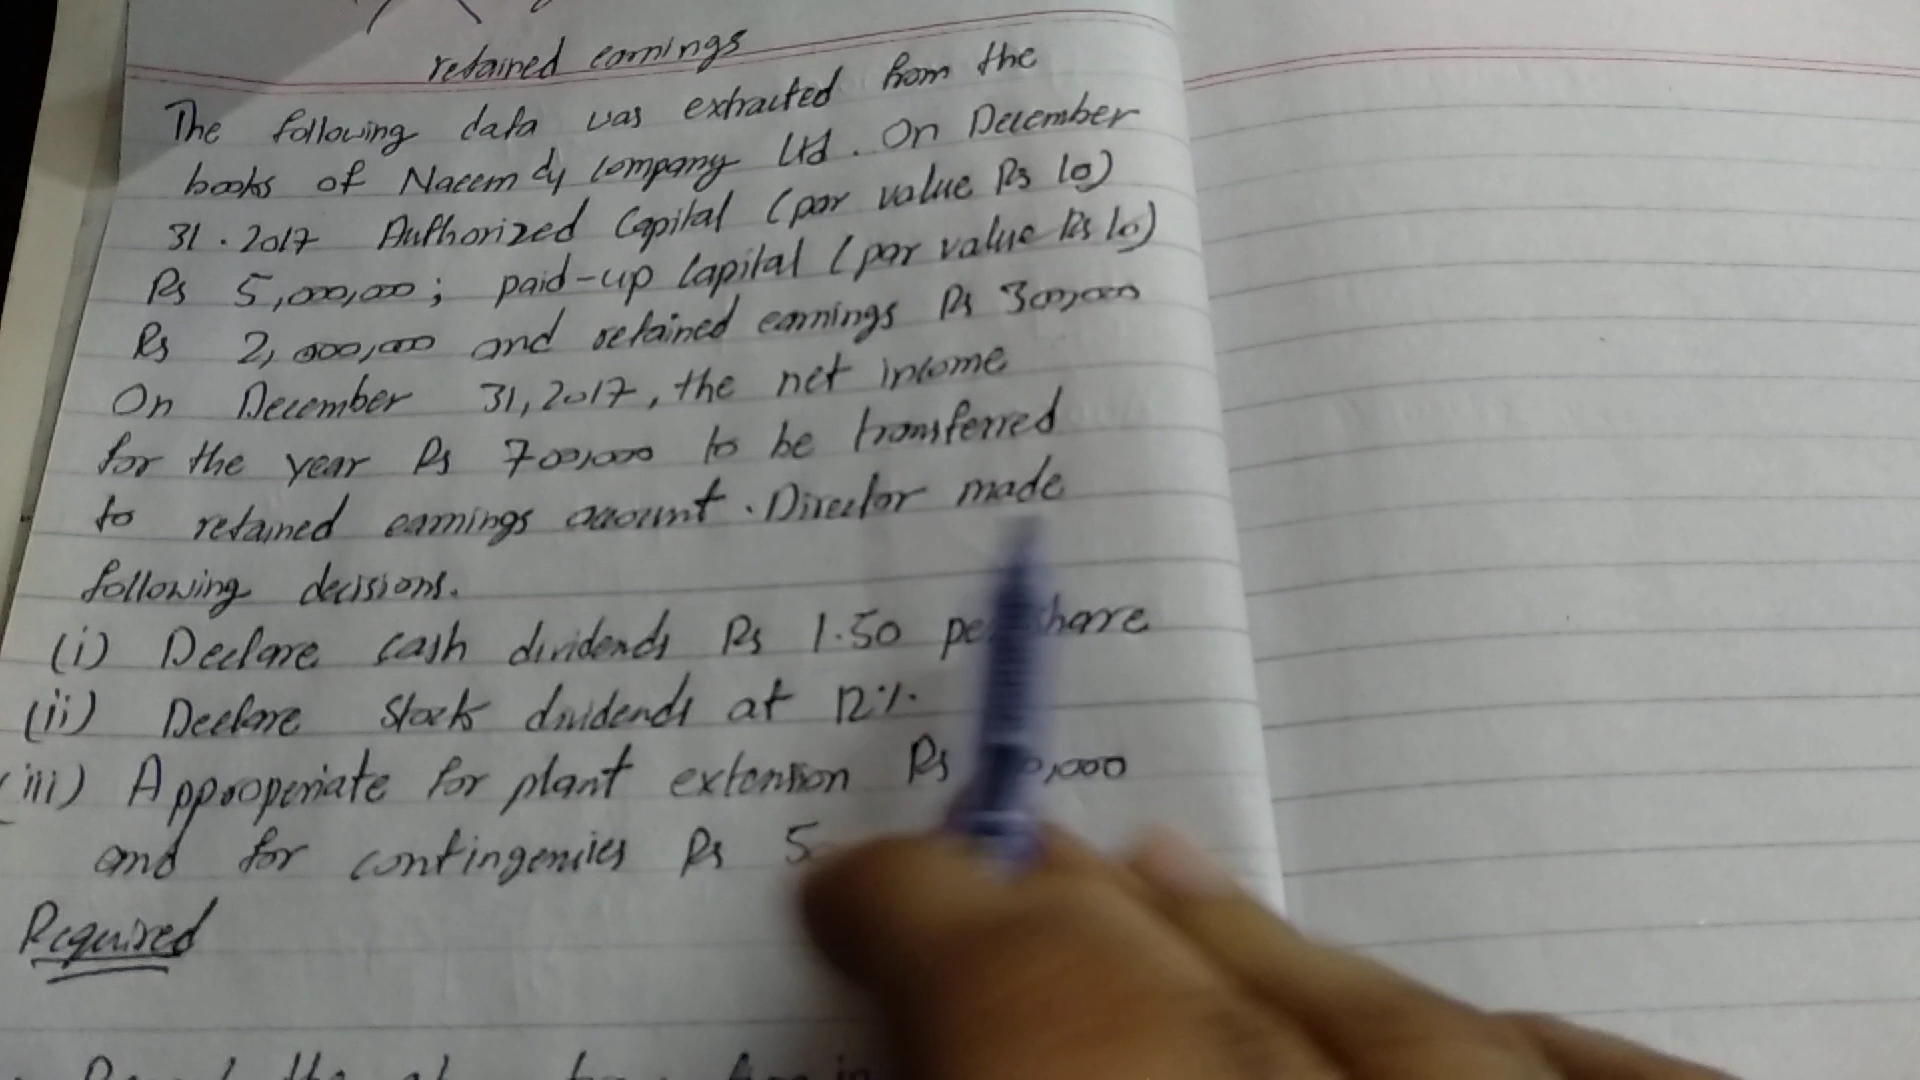 retained earnings
The following data was extracted from the
books of Naeem dy Company Ltd. On December
31. 2017 Authorized Capital (par value Rs 10)
Rs 5,000,000; paid-up Capital (par value Rs 10)
Rs 2,000,000 and retained earnings Rs 300,000
On December 31, 2017, the net income
for the year Rs 700,000 to be transferred
to retained earnings account. Director made
following decisions.
(i) Declare cash dividends Rs 1.50 per share
(ii) Declare Stock dividends at 12%.
(iii) Appropriate for plant extention Rs
and for contingencies Rs
Required